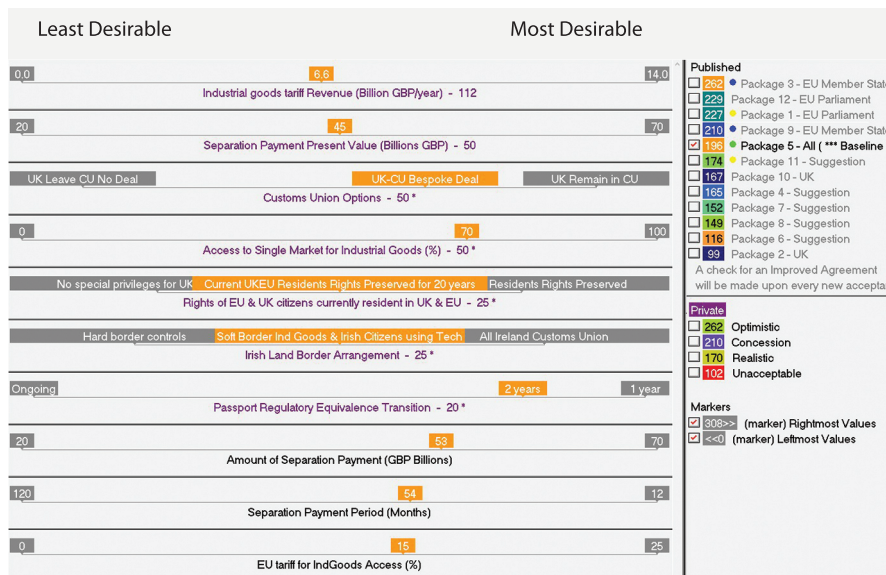 Least Desirable
Most Desirable
0.0
6.6
14.0
Industrial goods tariff Revenue (Billion GBP/year) - 112
20
45
70
Separation Payment Present Value (Billions GBP) - 50
UK Leave CU No Deal
UK-CU Bespoke Deal
UK Remain in CU
Customs Union Options - 50 *
0
70
100
Access to Single Market for Industrial Goods (%) - 50 *
No special privileges for UK
Current UKEU Residents Rights Preserved for 20 years
Residents Rights Preserved
Rights of EU & UK citizens currently resident in UK & EU - 25 *
Hard border controls
Soft Border Ind Goods & Irish Citizens using Tech
All Ireland Customs Union
Irish Land Border Arrangement - 25 *
Ongoing
2 years
1 year
Passport Regulatory Equivalence Transition - 20 *
20
53
70
Amount of Separation Payment (GBP Billions)
120
54
12
Separation Payment Period (Months)
0
15
25
EU tariff for IndGoods Access (%)
Published
262 Package 3 - EU Member State
229 Package 12 - EU Parliament
227 Package 1 - EU Parliament
210 Package 9 - EU Member State
196 Package 5 - All ( *** Baseline
174 Package 11 - Suggestion
167 Package 10 - UK
165 Package 4 - Suggestion
152 Package 7 - Suggestion
149 Package 8 - Suggestion
116 Package 6 - Suggestion
99 Package 2 - UK
A check for an Improved Agreement
will be made upon every new accepta
Private
262 Optimistic
210 Concession
170 Realistic
102 Unacceptable
Markers
308>> (marker) Rightmost Values
<<0 (marker) Leftmost Values